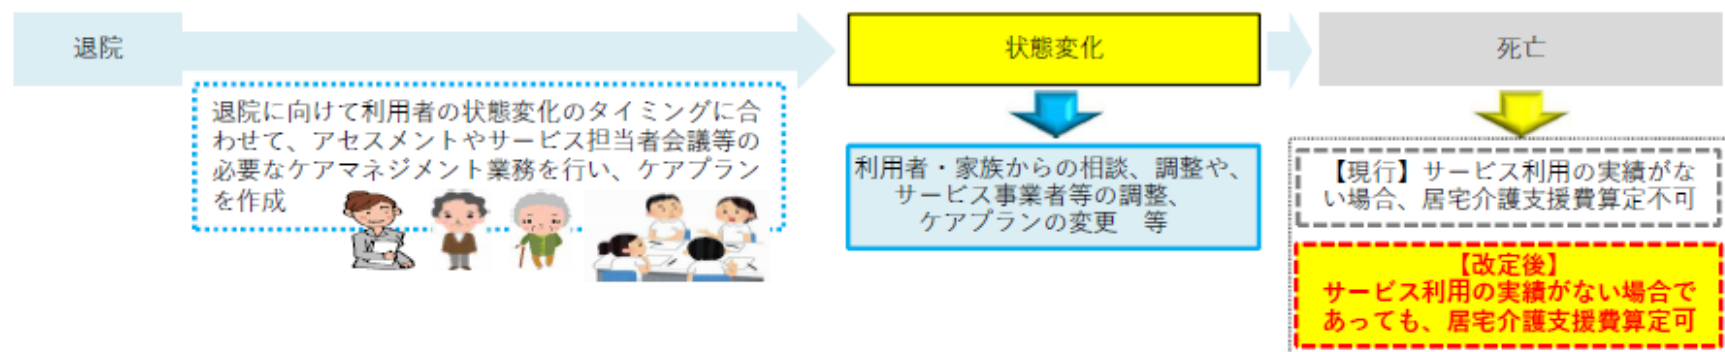 退院
状態変化
死亡
退院に向けて利用者の状態変化のタイミングに合
わせて、アセスメントやサービス担当者会議等の
必要なケアマネジメント業務を行い、ケアプラン
を作成
利用者・家族からの相談、調整や、
サービス事業者等の調整、
ケアプランの変更　等
【現行】サービス利用の実績がな
い場合、居宅介護支援費算定不可
【改定後】
サービス利用の実績がない場合で
あっても、居宅介護支援費算定可